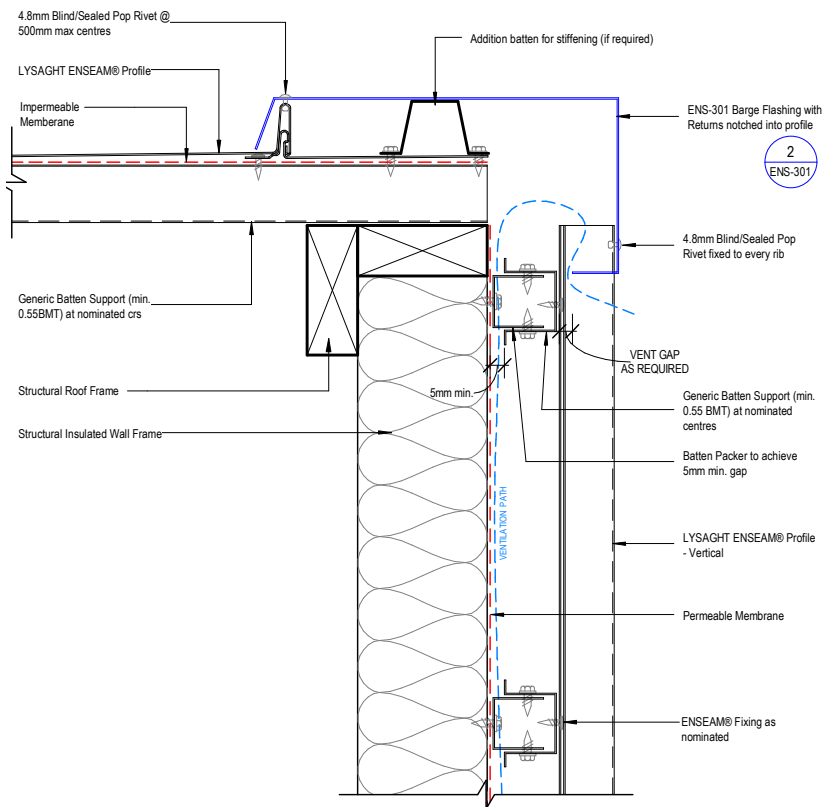 4.8mm Blind/Sealed Pop Rivet @
500mm max centres
LYSAGHT ENSEAM® Profile
Impermeable
Memberane
Addition batten for stiffening (if required)
ENS-301 Barge Flashing with
Returns notched into profile
2
ENS-301
4.8mm Blind/Sealed Pop
Rivet fixed to every rib
Generic Batten Support (min.
0.55BMT) at nominated crs
VENT GAP
AS REQUIRED
5mm min.
Structural Roof Frame
Generic Batten Support (min.
0.55 BMT) at nominated
centres
Structural Insulated Wall Frame
Batten Packer to achieve
5mm min. gap
VENTILATION PATH
LYSAGHT ENSEAM® Profile
- Vertical
Permeable Membrane
ENSEAM® Fixing as
nominated